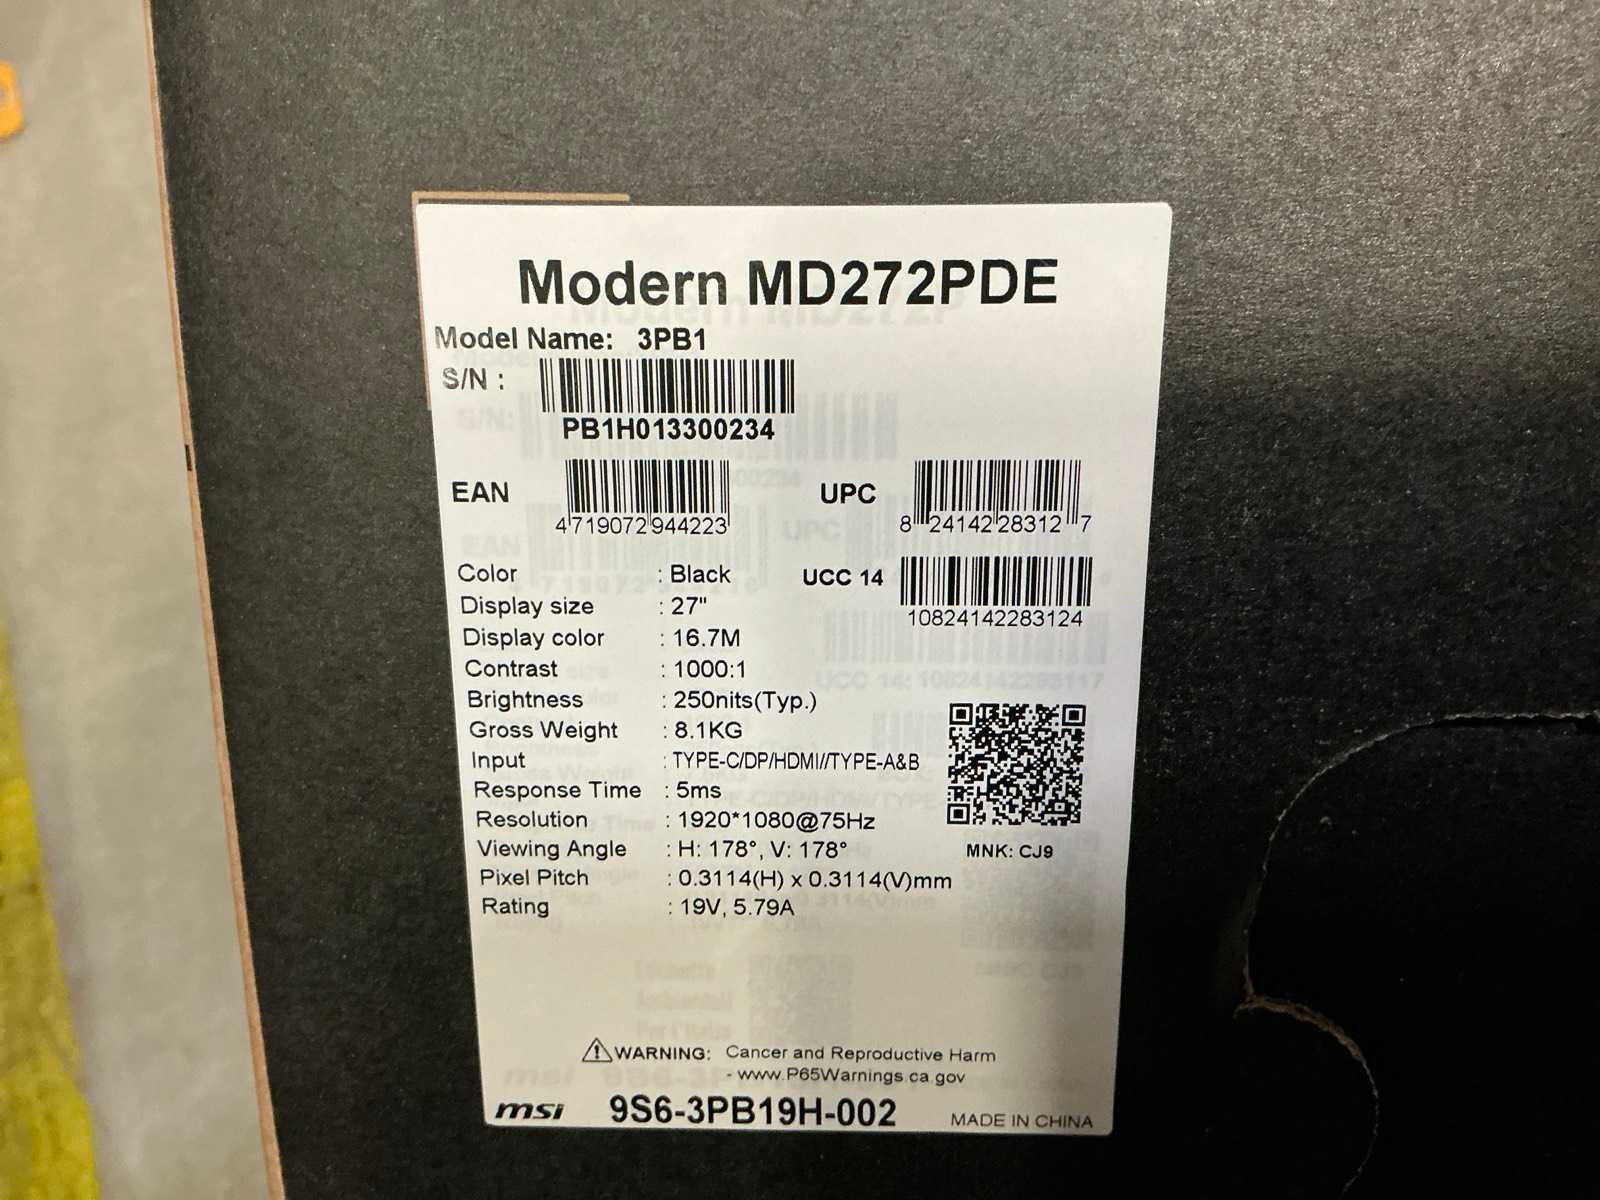 Modern MD272PDE
Model Name: 3PB1
S/N :
PB1H013300234
EAN
4719072944223
UPC
8 24142 28312 7
Color : Black
UCC 14
10824142283124
Display size : 27"
Display color : 16.7M
Contrast : 1000:1
Brightness : 250nits(Typ.)
Gross Weight : 8.1KG
Input : TYPE-C/DP/HDMI//TYPE-A&B
Response Time : 5ms
Resolution : 1920*1080@75Hz
Viewing Angle : H: 178°, V: 178°
MNK: CJ9
Pixel Pitch : 0.3114(H) x 0.3114(V)mm
Rating : 19V, 5.79A
WARNING: Cancer and Reproductive Harm
- www.P65Warnings.ca.gov
msi 9S6-3PB19H-002 MADE IN CHINA